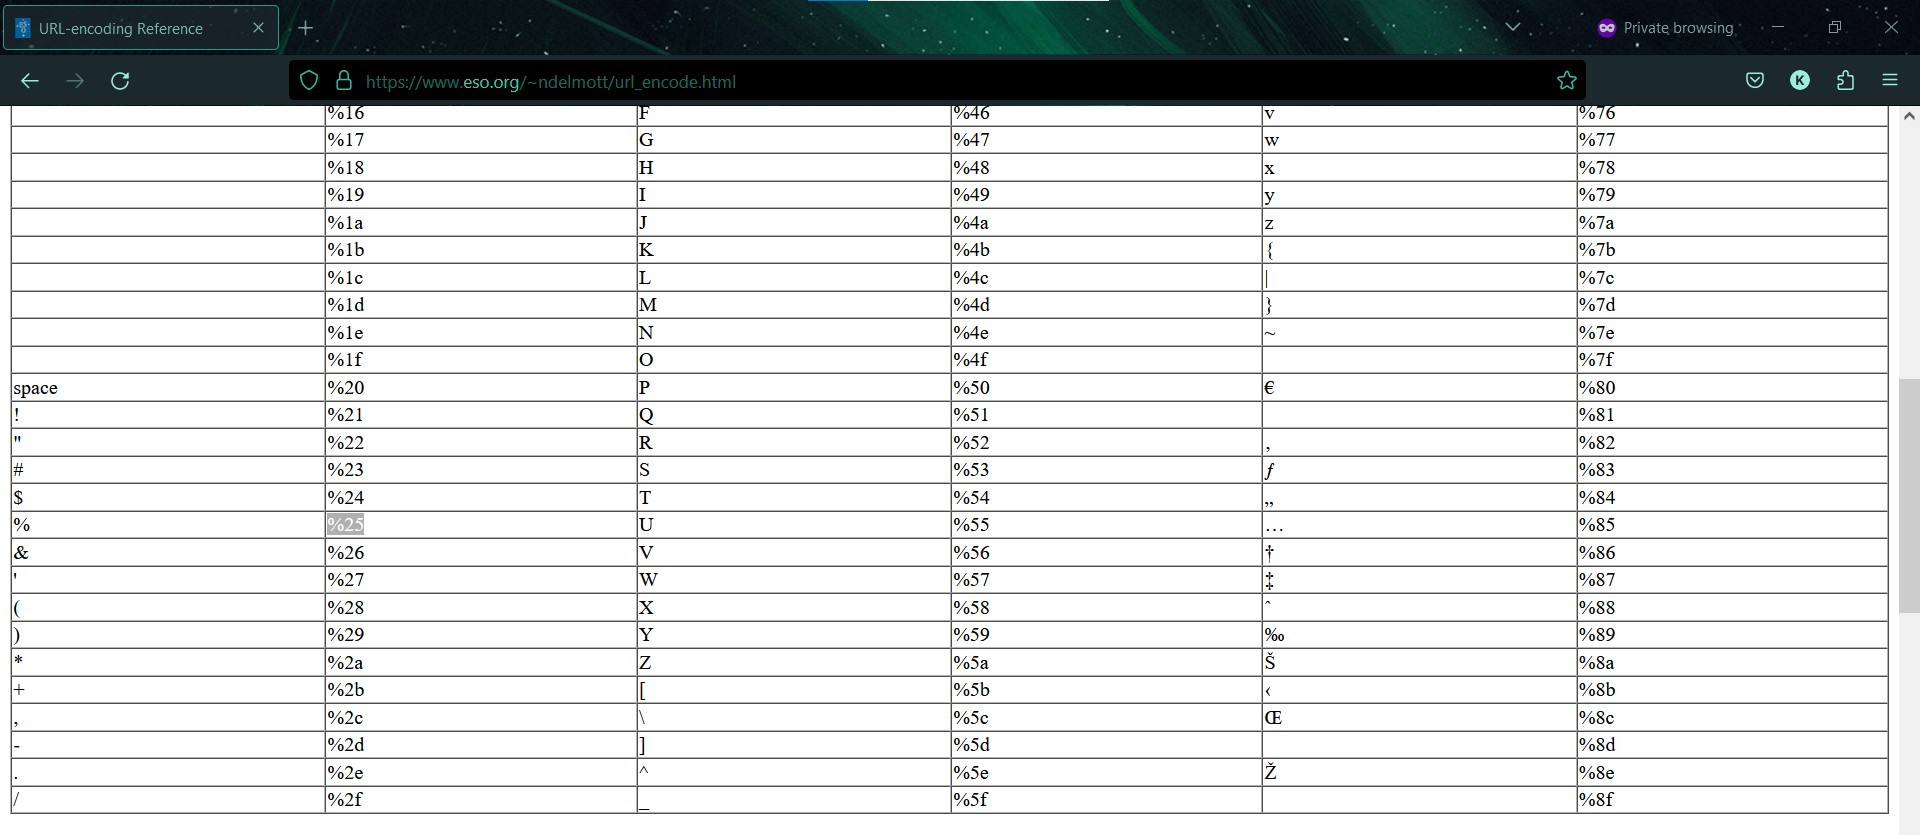 URL-encoding Reference
Private browsing
https://www.eso.org/~ndelmott/url_encode.html
K
%16 F %46 v %76
%17 G %47 w %77
%18 H %48 x %78
%19 I %49 y %79
%1a J %4a z %7a
%1b K %4b { %7b
%1c L %4c | %7c
%1d M %4d } %7d
%1e N %4e ~ %7e
%1f O %4f %7f
space %20 P %50 € %80
! %21 Q %51 %81
" %22 R %52 ‚ %82
# %23 S %53 ƒ %83
$ %24 T %54 „ %84
% %25 U %55 … %85
& %26 V %56 † %86
' %27 W %57 ‡ %87
( %28 X %58 ˆ %88
) %29 Y %59 ‰ %89
* %2a Z %5a Š %8a
+ %2b [ %5b ‹ %8b
, %2c \ %5c Œ %8c
- %2d ] %5d %8d
. %2e ^ %5e Ž %8e
/ %2f _ %5f %8f